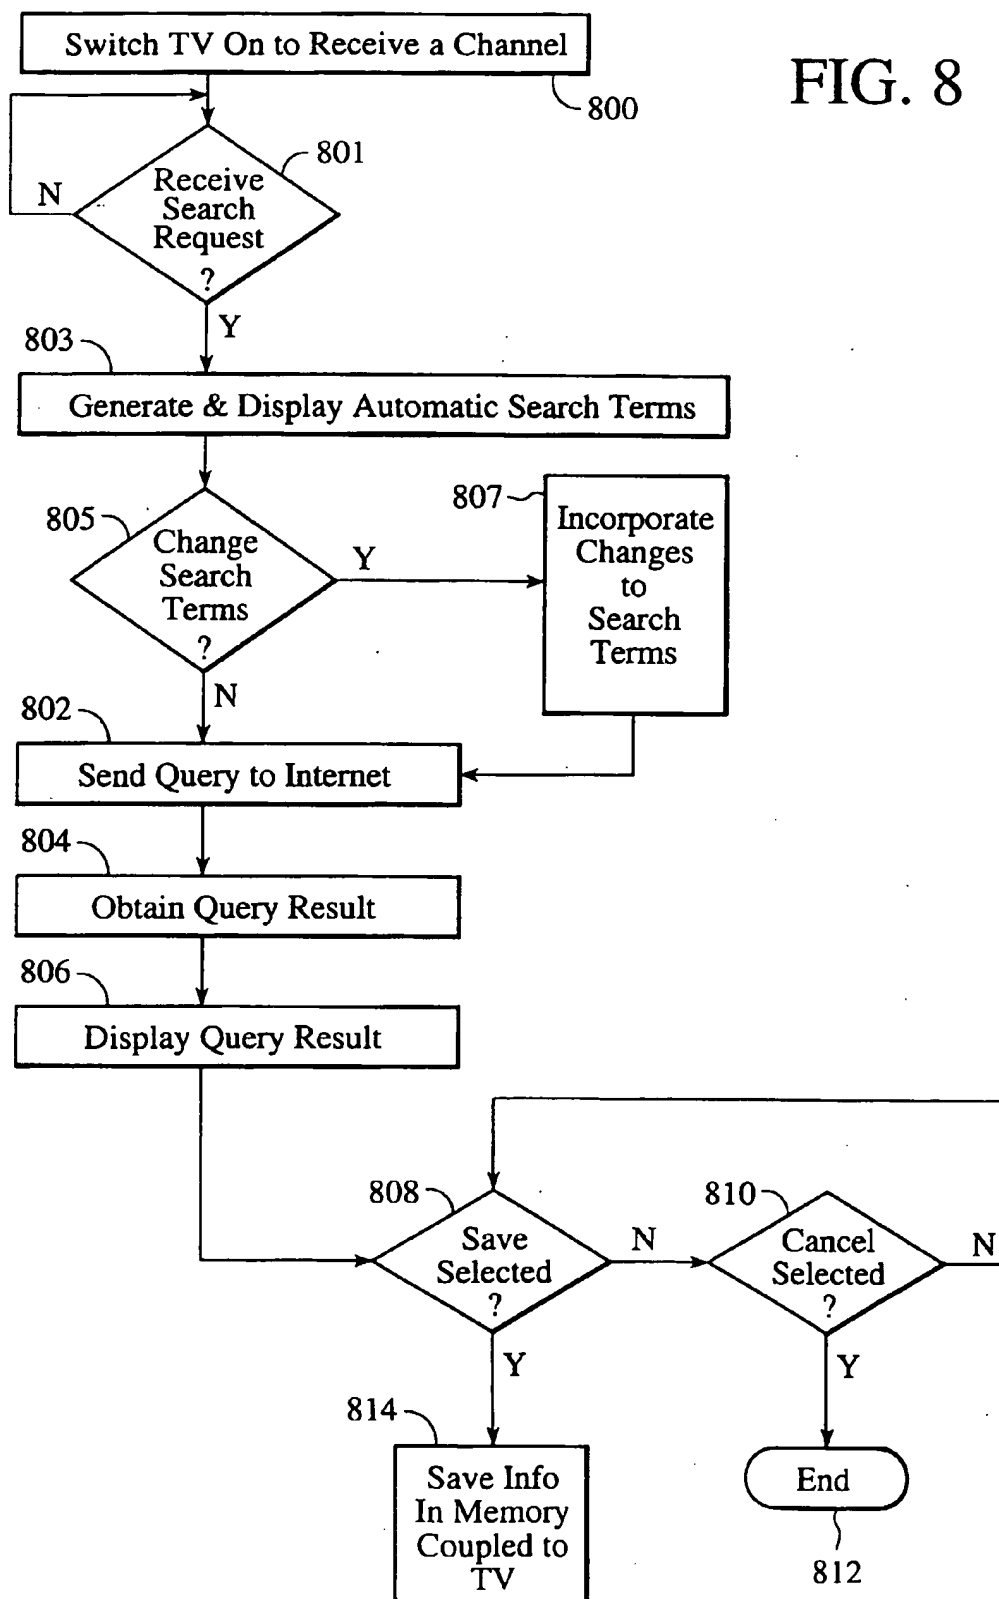 Switch TV On to Receive a Channel
FIG. 8
800
801
Receive
Search
Request
?
N
Y
803
Generate & Display Automatic Search Terms
805
Change
Search
Terms
?
Y
N
807
Incorporate
Changes
to
Search
Terms
802
Send Query to Internet
804
Obtain Query Result
806
Display Query Result
808
Save
Selected
?
N
Y
810
Cancel
Selected
?
N
Y
814
Save Info
In Memory
Coupled to
TV
End
812